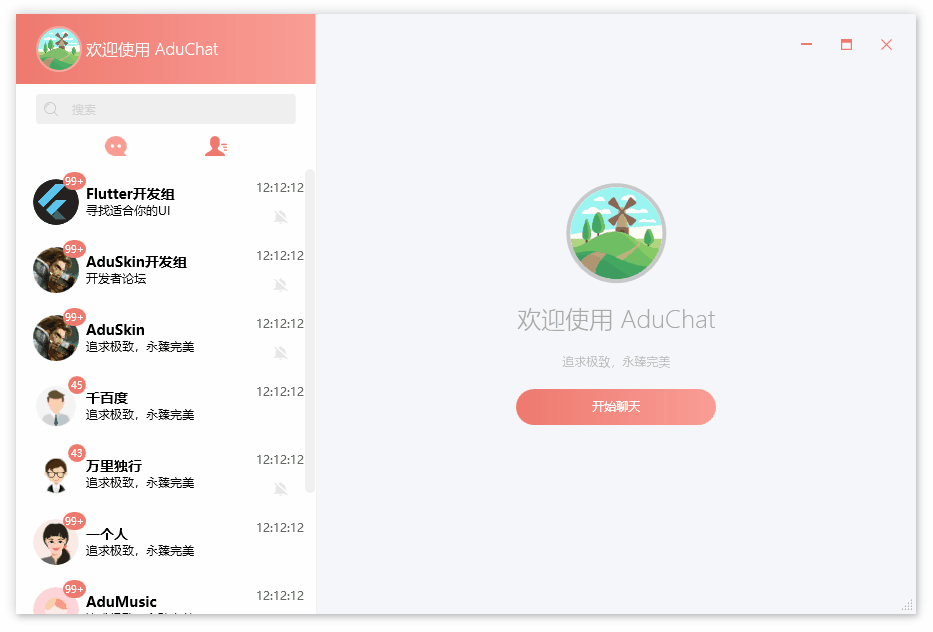 欢迎使用 AduChat
搜索
99+
Flutter开发组
12:12:12
寻找适合你的UI
99+
AduSkin开发组
12:12:12
开发者论坛
99+
AduSkin
12:12:12
追求极致，永臻完美
45
千百度
12:12:12
追求极致，永臻完美
43
万里独行
12:12:12
追求极致，永臻完美
99+
一个人
12:12:12
追求极致，永臻完美
99+
AduMusic
12:12:12
欢迎使用 AduChat
追求极致，永臻完美
开始聊天